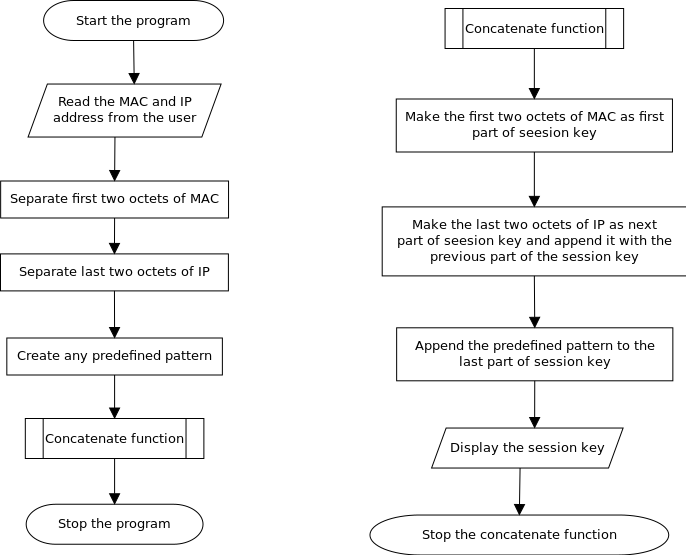 Start the program
Read the MAC and IP
address from the user
Separate first two octets of MAC
Separate last two octets of IP
Create any predefined pattern
Concatenate function
Stop the program
Concatenate function
Make the first two octets of MAC as first
part of seesion key
Make the last two octets of IP as next
part of seesion key and append it with the
previous part of the session key
Append the predefined pattern to the
last part of session key
Display the session key
Stop the concatenate function